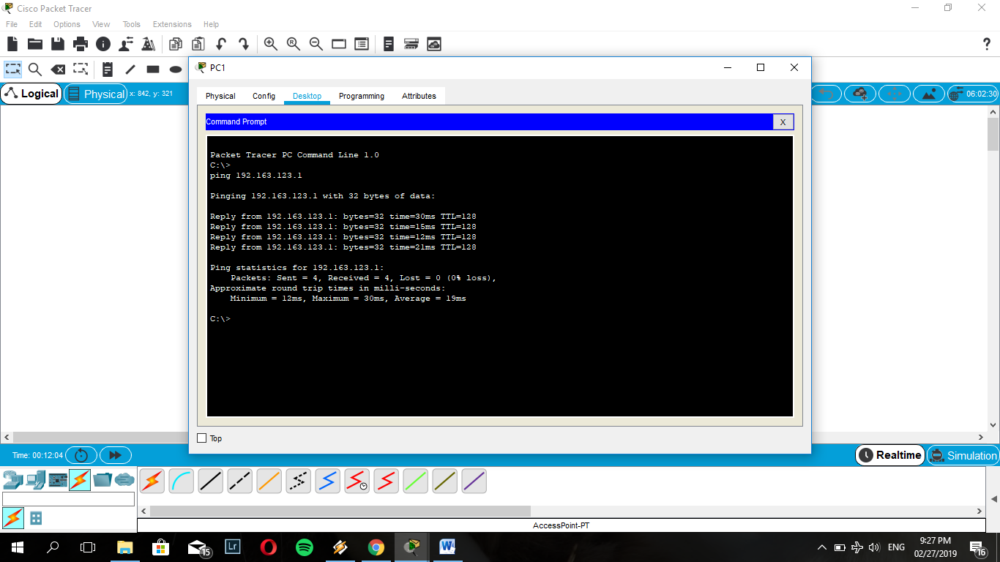 Cisco Packet Tracer
File Edit Options View Tools Extensions Help
PC1
Logical Physical x: 842, y: 321
06:02:30
Physical Config Desktop Programming Attributes
Command Prompt X
Packet Tracer PC Command Line 1.0
C:\>
ping 192.163.123.1
Pinging 192.163.123.1 with 32 bytes of data:
Reply from 192.163.123.1: bytes=32 time=30ms TTL=128
Reply from 192.163.123.1: bytes=32 time=15ms TTL=128
Reply from 192.163.123.1: bytes=32 time=12ms TTL=128
Reply from 192.163.123.1: bytes=32 time=21ms TTL=128
Ping statistics for 192.163.123.1:
Packets: Sent = 4, Received = 4, Lost = 0 (0% loss),
Approximate round trip times in milli-seconds:
Minimum = 12ms, Maximum = 30ms, Average = 19ms
C:\>
Top
Time: 00:12:04
Realtime Simulation
AccessPoint-PT
15
Lr
W
ENG
9:27 PM
02/27/2019
16